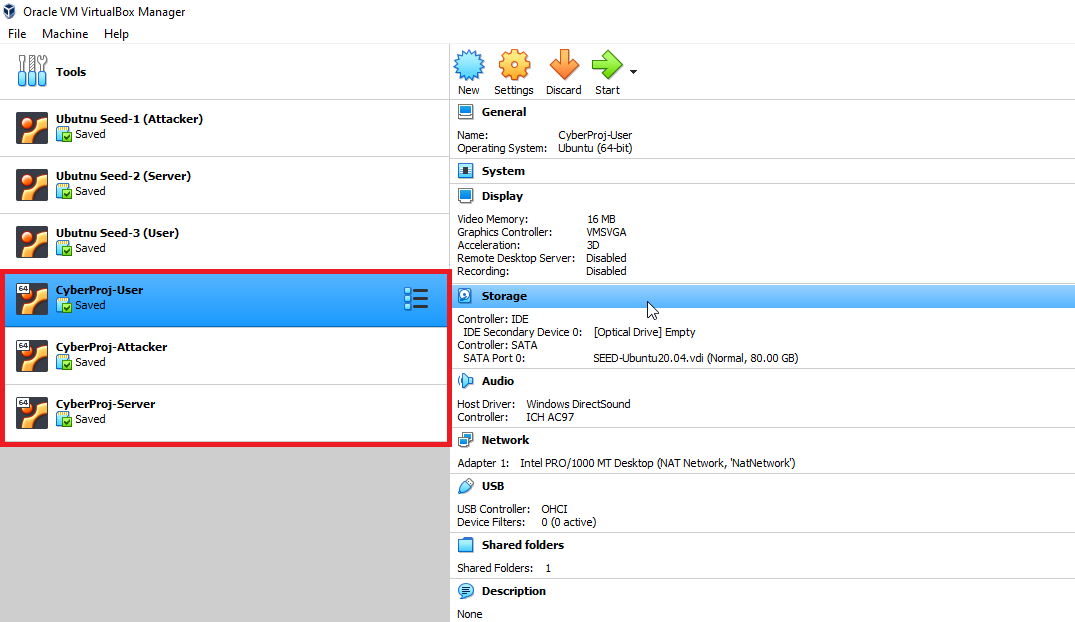 Oracle VM VirtualBox Manager
File Machine Help
Tools
Ubutnu Seed-1 (Attacker)
Saved
Ubutnu Seed-2 (Server)
Saved
Ubutnu Seed-3 (User)
Saved
64
CyberProj-User
Saved
64
CyberProj-Attacker
Saved
64
CyberProj-Server
Saved
New Settings Discard Start
General
Name: CyberProj-User
Operating System: Ubuntu (64-bit)
System
Display
Video Memory: 16 MB
Graphics Controller: VMSVGA
Acceleration: 3D
Remote Desktop Server: Disabled
Recording: Disabled
Storage
Controller: IDE
IDE Secondary Device 0: [Optical Drive] Empty
Controller: SATA
SATA Port 0: SEED-Ubuntu20.04.vdi (Normal, 80.00 GB)
Audio
Host Driver: Windows DirectSound
Controller: ICH AC97
Network
Adapter 1: Intel PRO/1000 MT Desktop (NAT Network, 'NatNetwork')
USB
USB Controller: OHCI
Device Filters: 0 (0 active)
Shared folders
Shared Folders: 1
Description
None